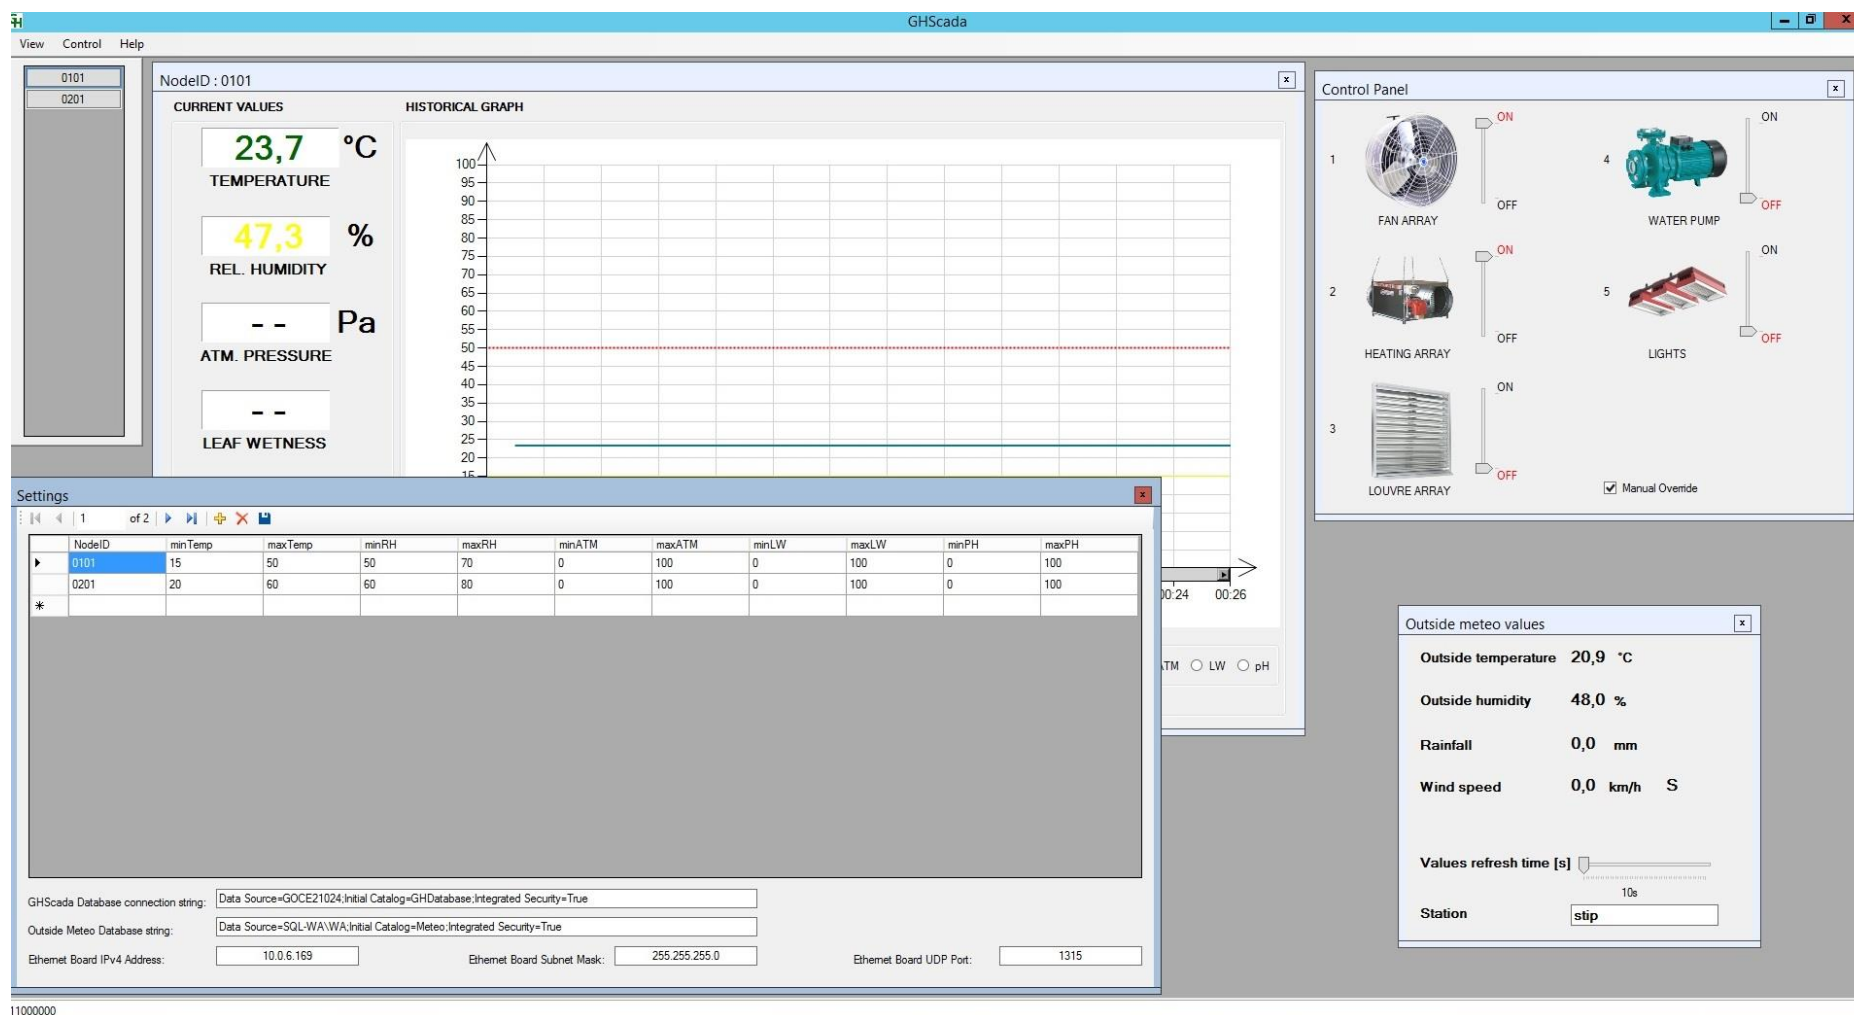 GHScada
View Control Help
0101
0201
NodeID : 0101
CURRENT VALUES
HISTORICAL GRAPH
23,7 °C
TEMPERATURE
47,3 %
REL. HUMIDITY
-- Pa
ATM. PRESSURE
--
LEAF WETNESS
100
95
90
85
80
75
70
65
60
55
50
45
40
35
30
25
20
15
00:24 00:26
ATM LW pH
Control Panel
1
ON
OFF
FAN ARRAY
4
ON
OFF
WATER PUMP
2
ON
OFF
HEATING ARRAY
5
ON
OFF
LIGHTS
3
ON
OFF
LOUVRE ARRAY
Manual Override
Settings
1 of 2
NodeID minTemp maxTemp minRH maxRH minATM maxATM minLW maxLW minPH maxPH
0101 15 50 50 70 0 100 0 100 0 100
0201 20 60 60 80 0 100 0 100 0 100
GHScada Database connection string: Data Source=GOCE21024;Initial Catalog=GHDatabase;Integrated Security=True
Outside Meteo Database string: Data Source=SQL-WA\WA;Initial Catalog=Meteo;Integrated Security=True
Ethernet Board IPv4 Address: 10.0.6.169 Ethernet Board Subnet Mask: 255.255.255.0 Ethernet Board UDP Port: 1315
Outside meteo values
Outside temperature 20,9 °C
Outside humidity 48,0 %
Rainfall 0,0 mm
Wind speed 0,0 km/h S
Values refresh time [s]
10s
Station stip
11000000